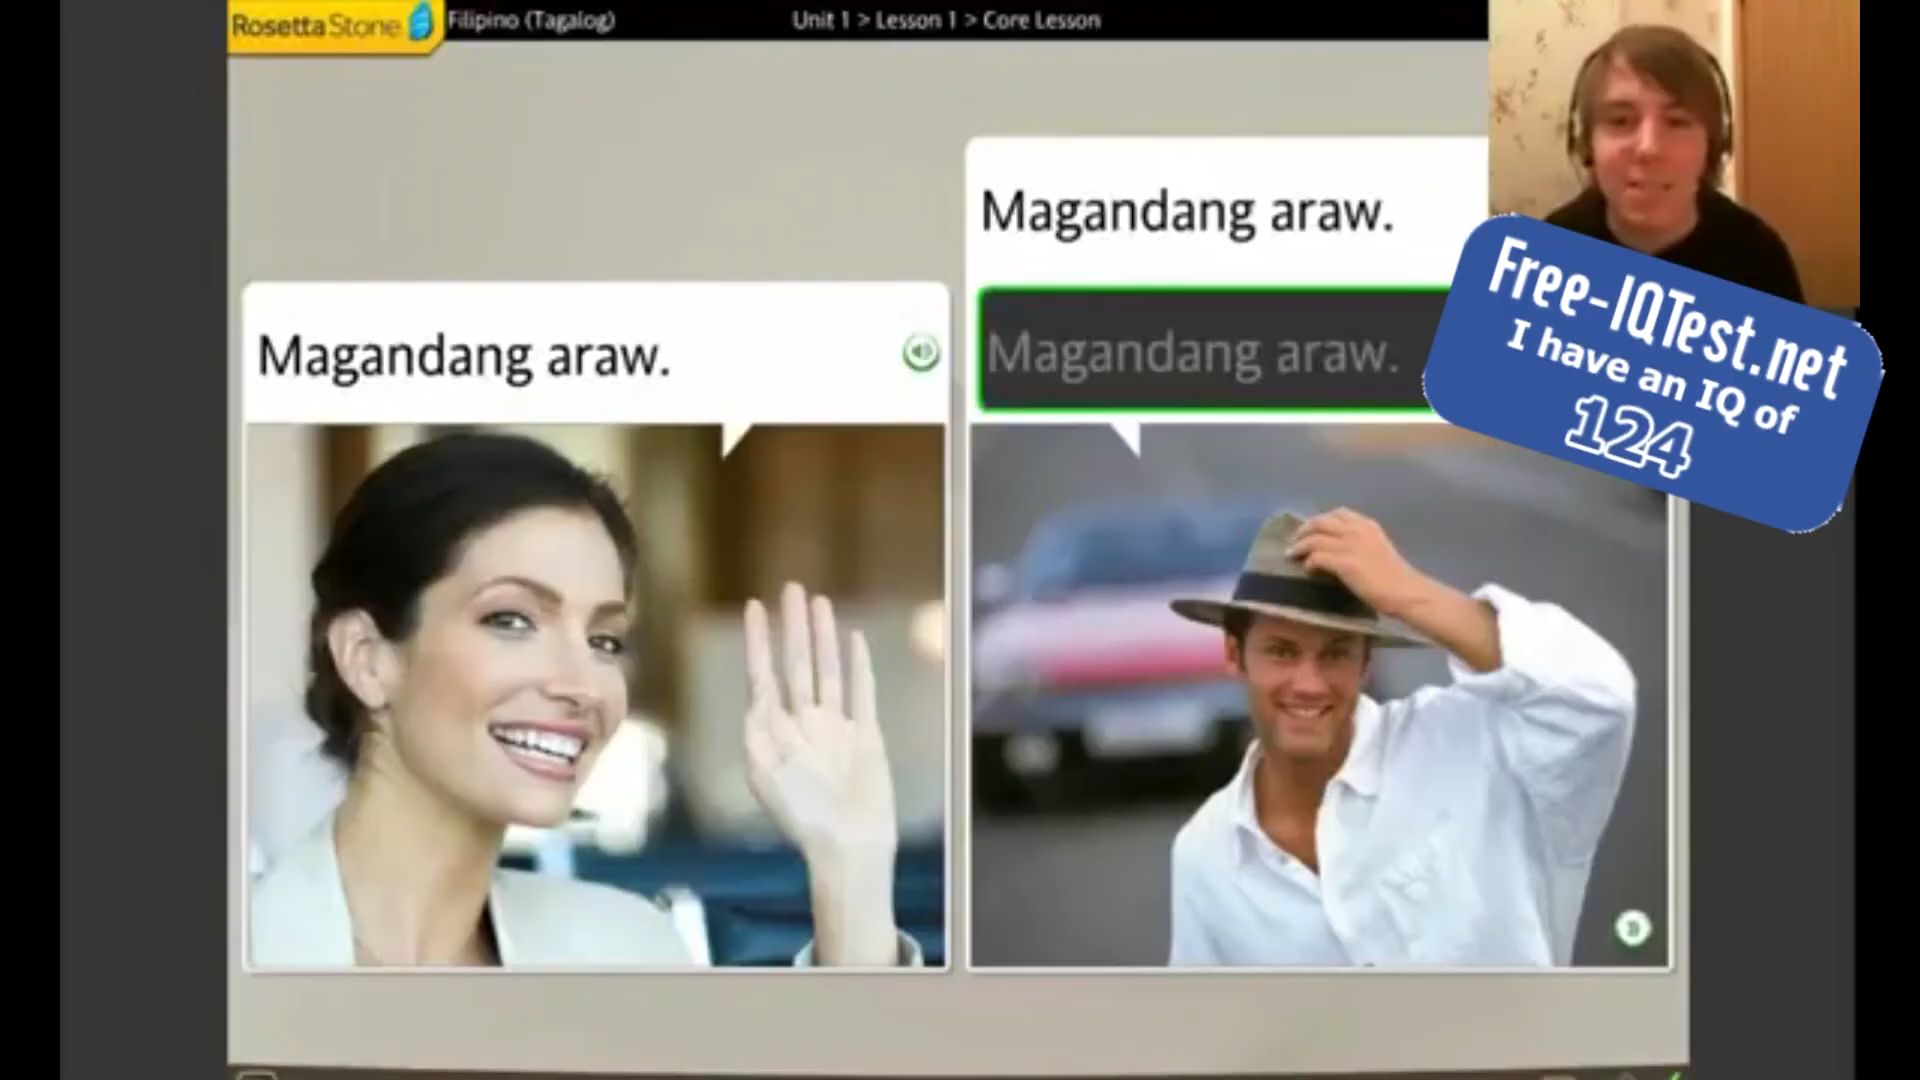 Rosetta Stone
Filipino (Tagalog)
Unit 1 > Lesson 1 > Core Lesson
Magandang araw.
Magandang araw.
Magandang araw.
Free-IQTest.net
I have an IQ of
124